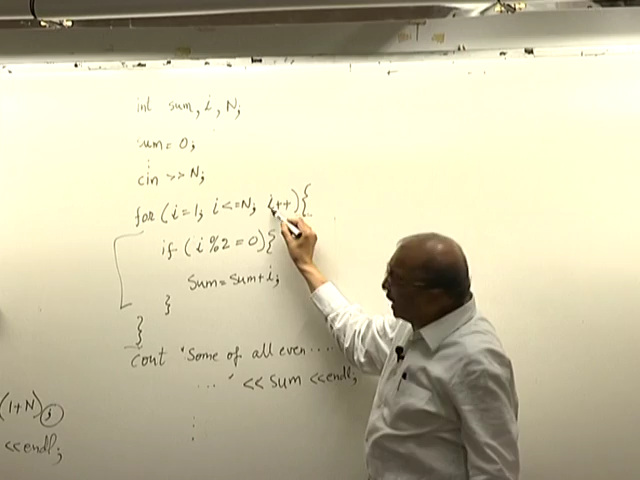 int sum, i, N;
sum = 0;
cin >> N;
for (i=1; i<=N; i++){
if (i%2 = 0){
sum = sum+i;
}
}
cout "Some of all even ....
... " << sum << endl;
(1+N);
<< endl;